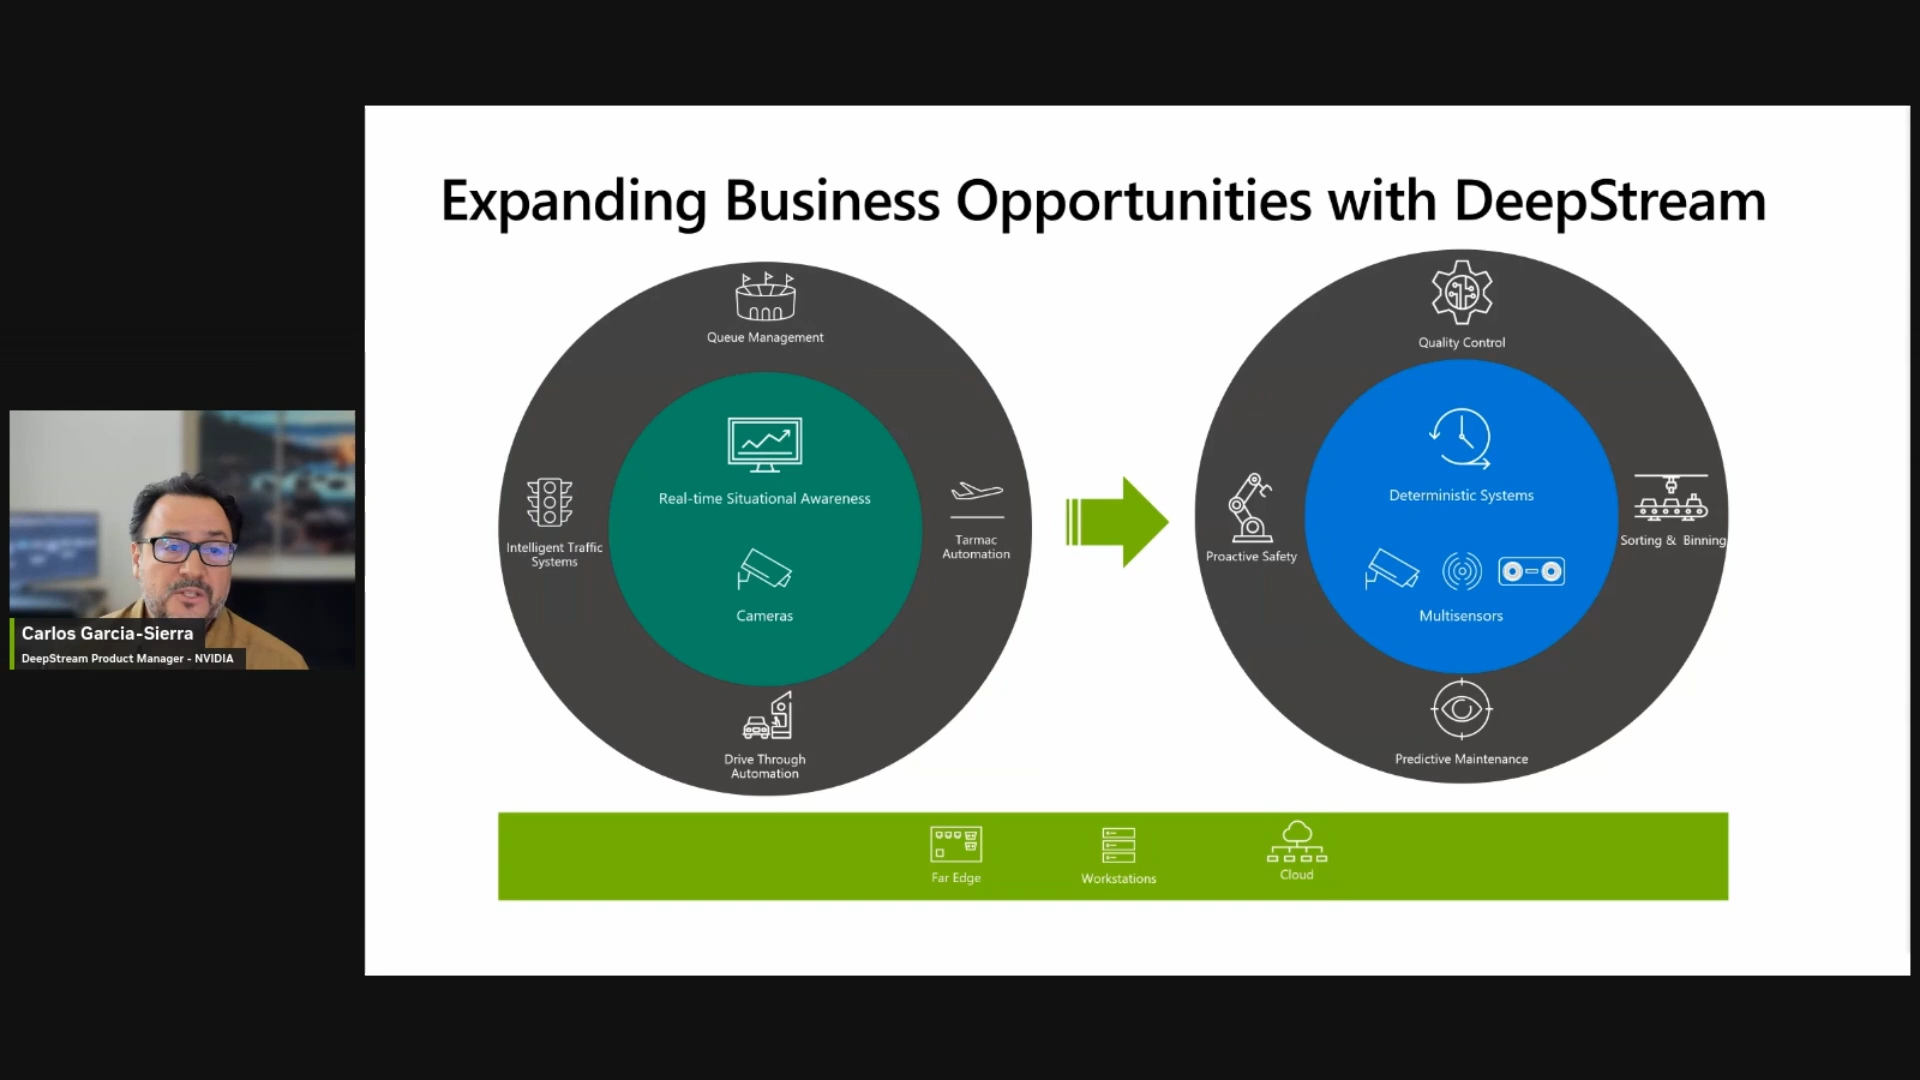 Expanding Business Opportunities with DeepStream
Queue Management
Real-time Situational Awareness
Cameras
Intelligent Traffic
Systems
Tarmac
Automation
Drive Through
Automation
Quality Control
Deterministic Systems
Multisensors
Proactive Safety
Sorting & Binning
Predictive Maintenance
Far Edge
Workstations
Cloud
Carlos Garcia-Sierra
DeepStream Product Manager - NVIDIA